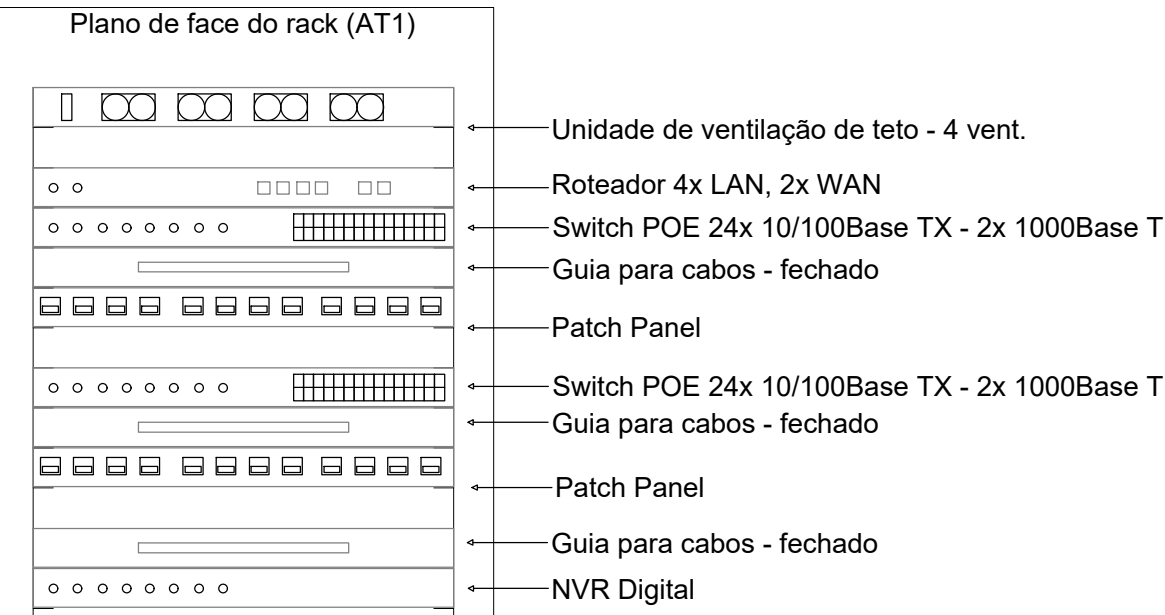 Plano de face do rack (AT1)
Unidade de ventilação de teto - 4 vent.
Roteador 4x LAN, 2x WAN
Switch POE 24x 10/100Base TX - 2x 1000Base T
Guia para cabos - fechado
Patch Panel
Switch POE 24x 10/100Base TX - 2x 1000Base T
Guia para cabos - fechado
Patch Panel
Guia para cabos - fechado
NVR Digital